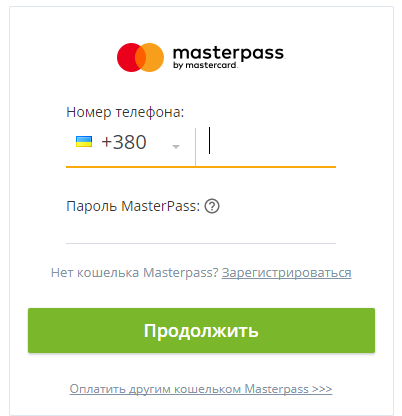 masterpass
by mastercard.
Номер телефона:
+380
Пароль MasterPass: ?
Нет кошелька Masterpass? Зарегистрироваться
Продолжить
Оплатить другим кошельком Masterpass >>>